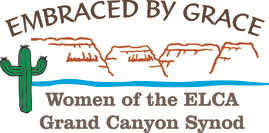 EMBRACED BY GRACE
Women of the ELCA
Grand Canyon Synod